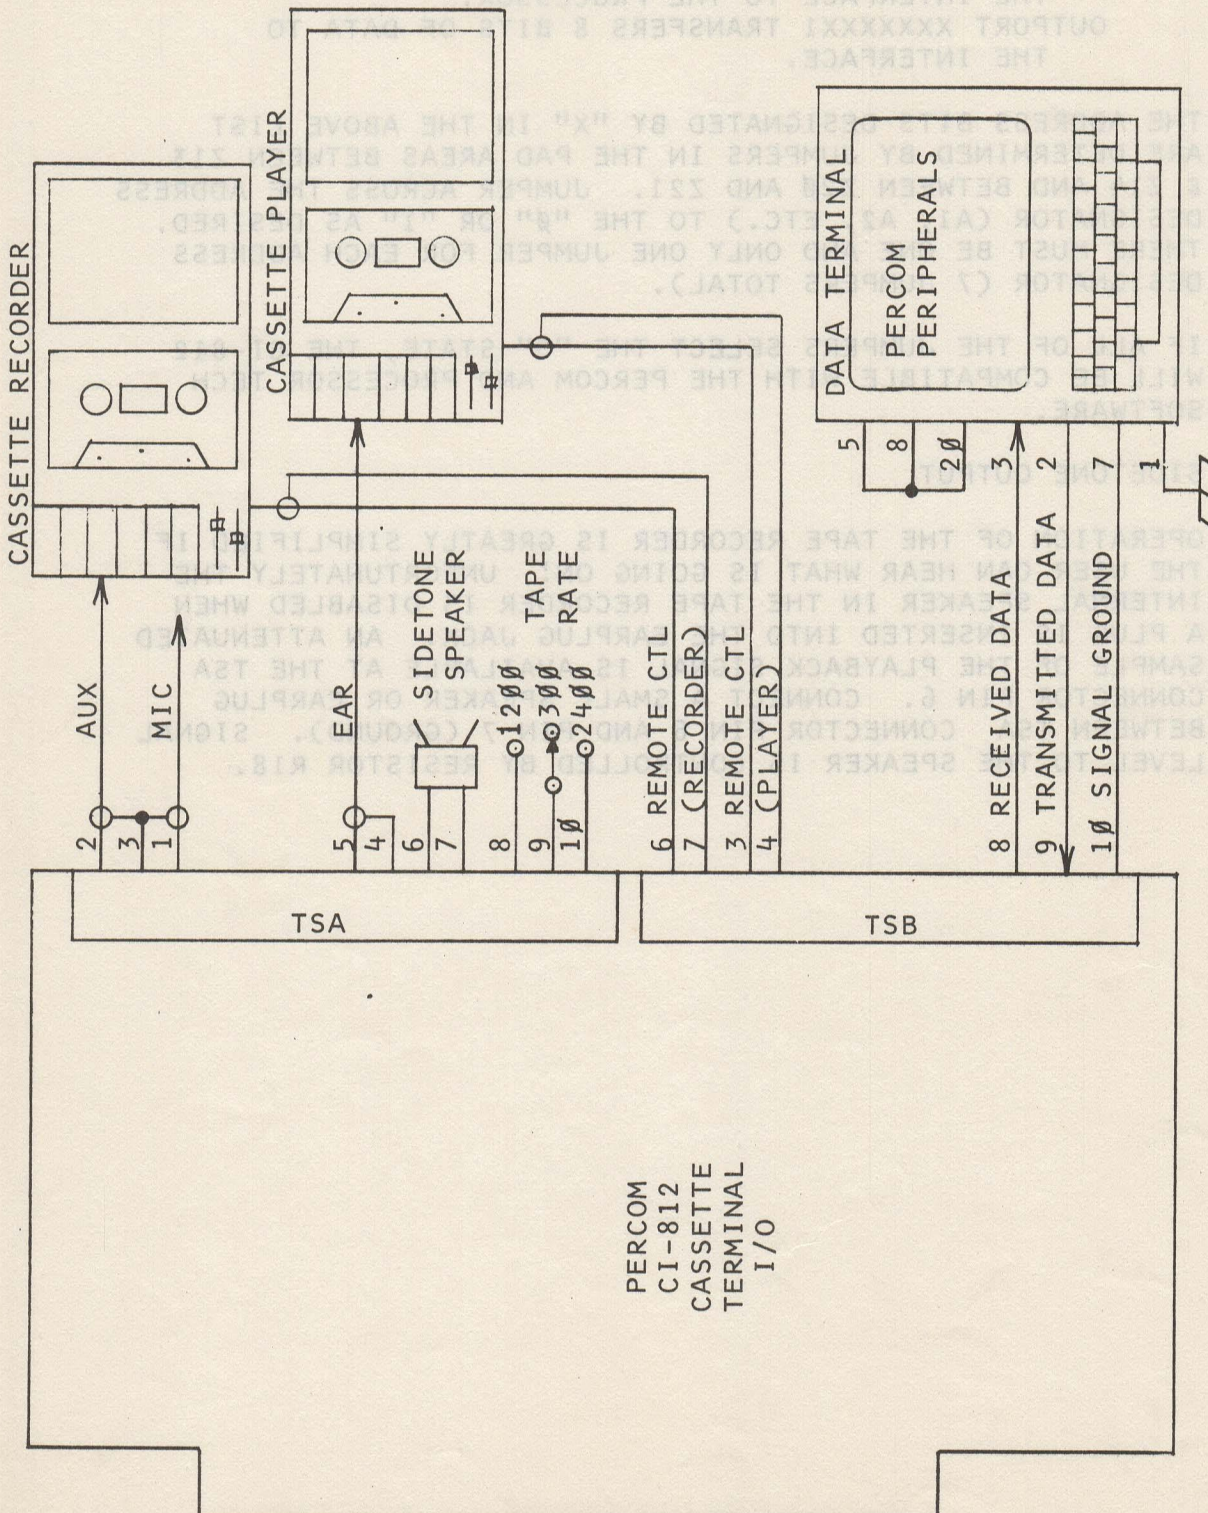 CASSETTE RECORDER
CASSETTE PLAYER
DATA TERMINAL
PERCOM
PERIPHERALS
AUX
MIC
2
3
1
EAR
5
4
SIDETONE
SPEAKER
6
7
TAPE
RATE
8 1200
9 300
10 2400
6 REMOTE CTL
7 (RECORDER)
3 REMOTE CTL
4 (PLAYER)
5
8
20
8 RECEIVED DATA 3
9 TRANSMITTED DATA 2
10 SIGNAL GROUND 7
1
TSA
TSB
PERCOM
CI-812
CASSETTE
TERMINAL
I/O